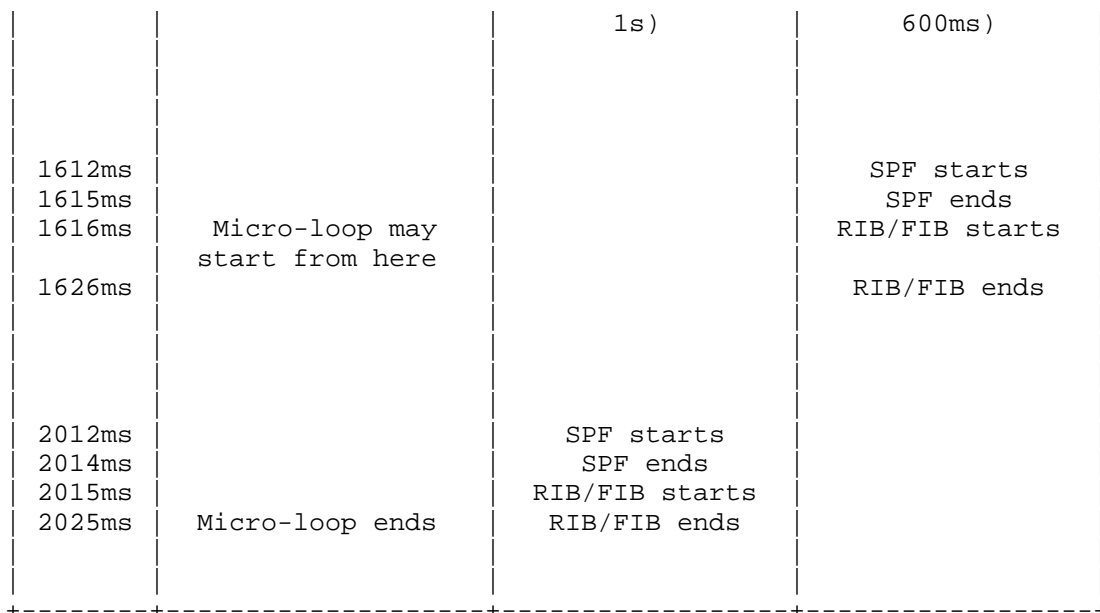 1s) 600ms)
1612ms SPF starts
1615ms SPF ends
1616ms Micro-loop may RIB/FIB starts
start from here
1626ms RIB/FIB ends
2012ms SPF starts
2014ms SPF ends
2015ms RIB/FIB starts
2025ms Micro-loop ends RIB/FIB ends